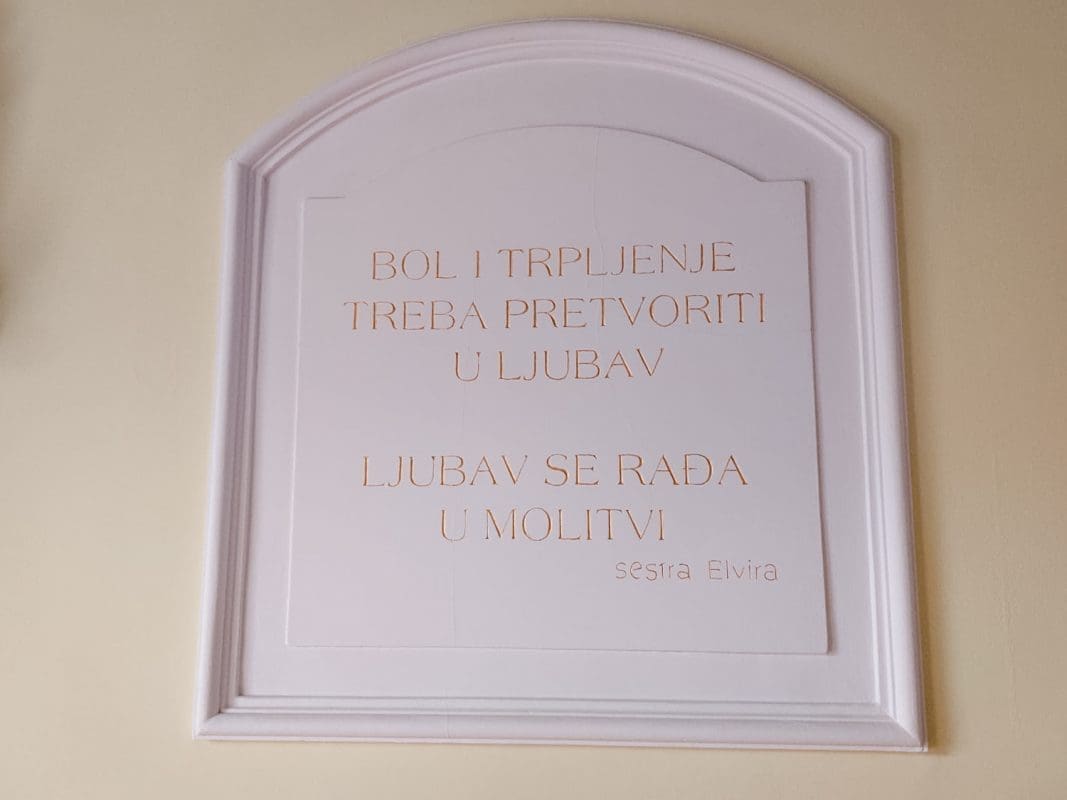 BOL I TRPLJENJE
TREBA PRETVORITI
U LJUBAV
LJUBAV SE RAĐA
U MOLITVI
sestra Elvira